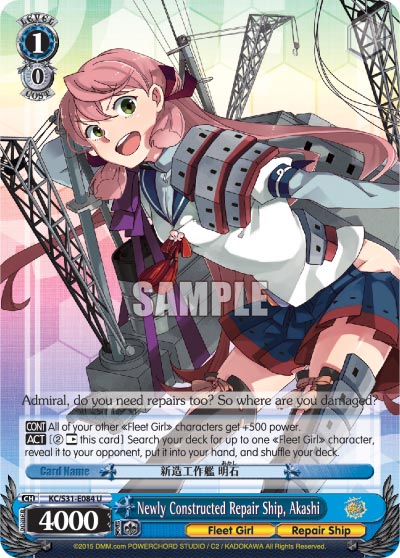 LEVEL
1
0
COST
SAMPLE
Admiral, do you need repairs too? So where are you damaged?
CONT All of your other «Fleet Girl» characters get +500 power.
ACT [② this card] Search your deck for up to one «Fleet Girl» character,
reveal it to your opponent, put it into your hand, and shuffle your deck.
Card Name 新造工作艦 明石
あかし
CH KC/S31-E084 U
POWER 4000 Newly Constructed Repair Ship, Akashi
Fleet Girl Repair Ship
©2015 DMM.com POWERCHORD STUDIO / C2 / KADOKAWA All Rights Reserved.